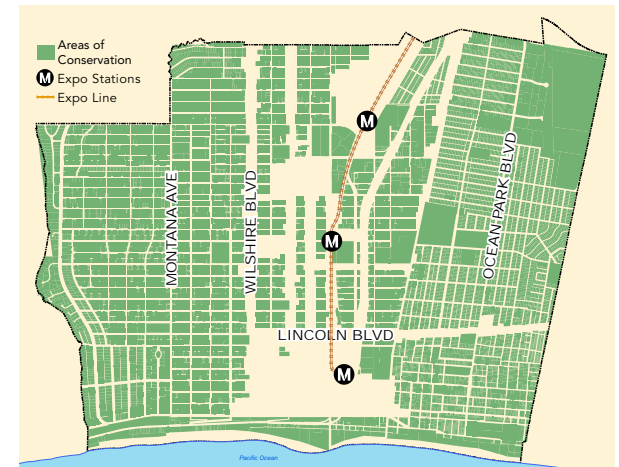 Areas of
Conservation
M Expo Stations
Expo Line
M
MONTANA AVE
WILSHIRE BLVD
OCEAN PARK BLVD
M
LINCOLN BLVD
M
Pacific Ocean